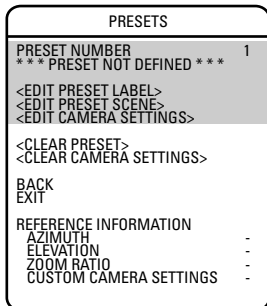 PRESETS
PRESET NUMBER 1
* * * PRESET NOT DEFINED * * *
<EDIT PRESET LABEL>
<EDIT PRESET SCENE>
<EDIT CAMERA SETTINGS>
<CLEAR PRESET>
<CLEAR CAMERA SETTINGS>
BACK
EXIT
REFERENCE INFORMATION
AZIMUTH -
ELEVATION -
ZOOM RATIO -
CUSTOM CAMERA SETTINGS -